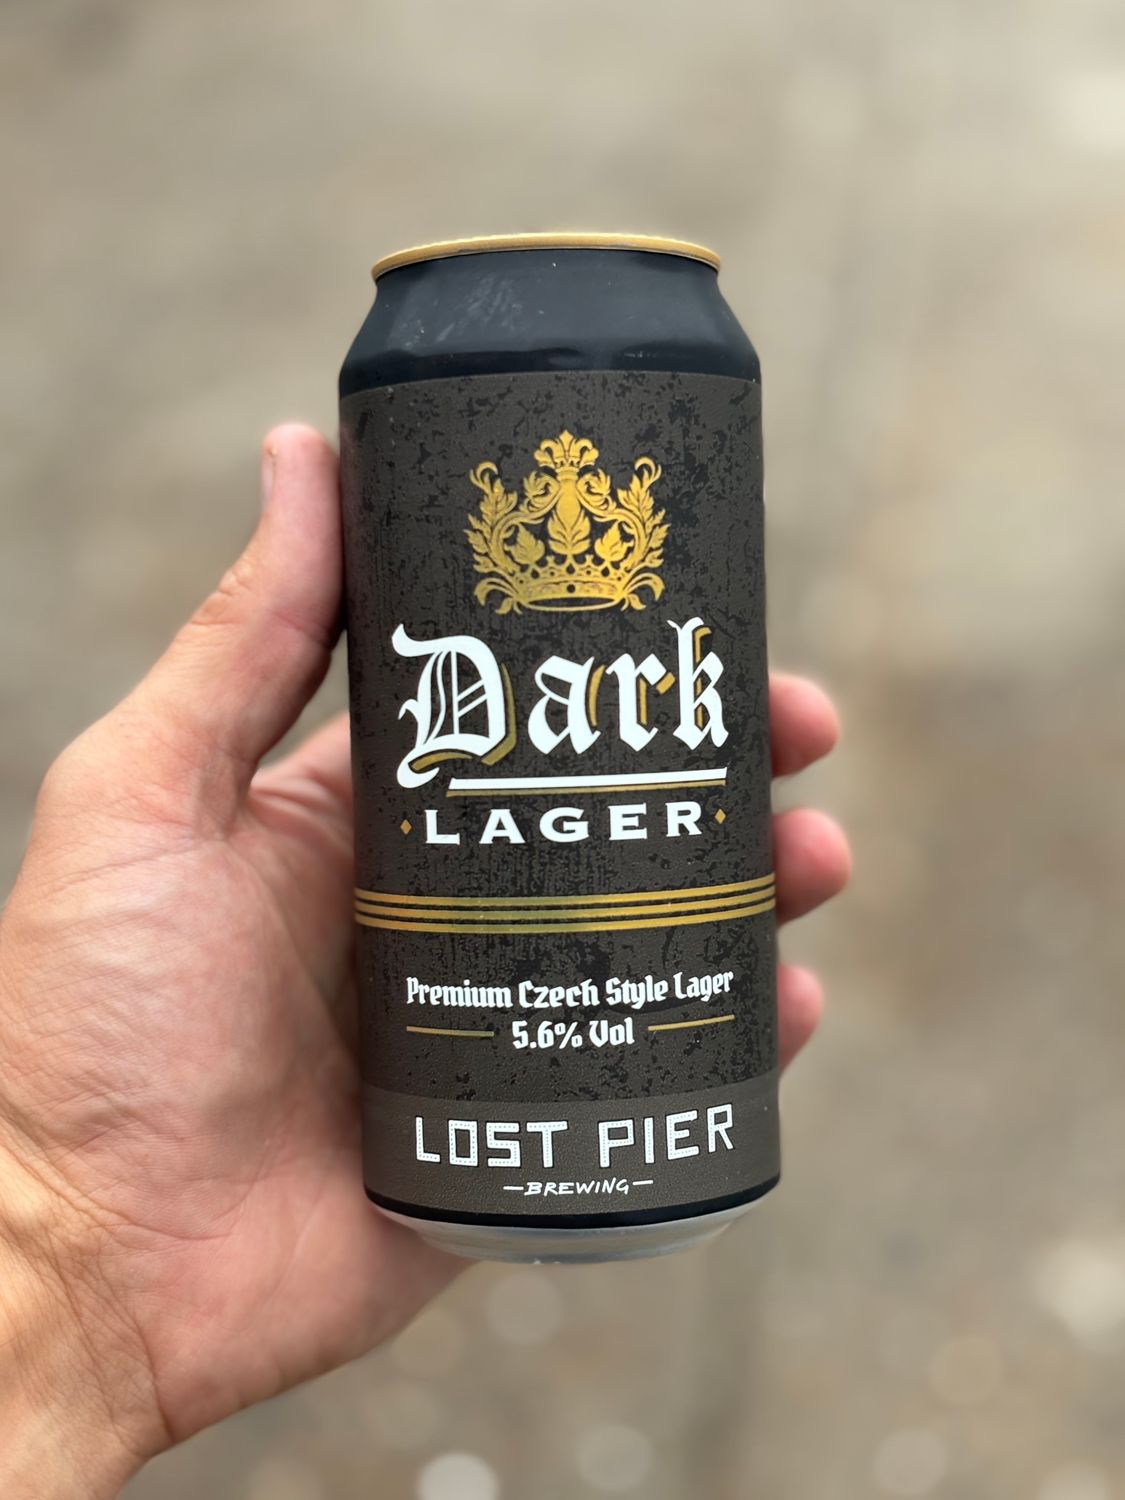 Dark
LAGER
Premium Czech Style Lager
5.6% Vol
LOST PIER
BREWING